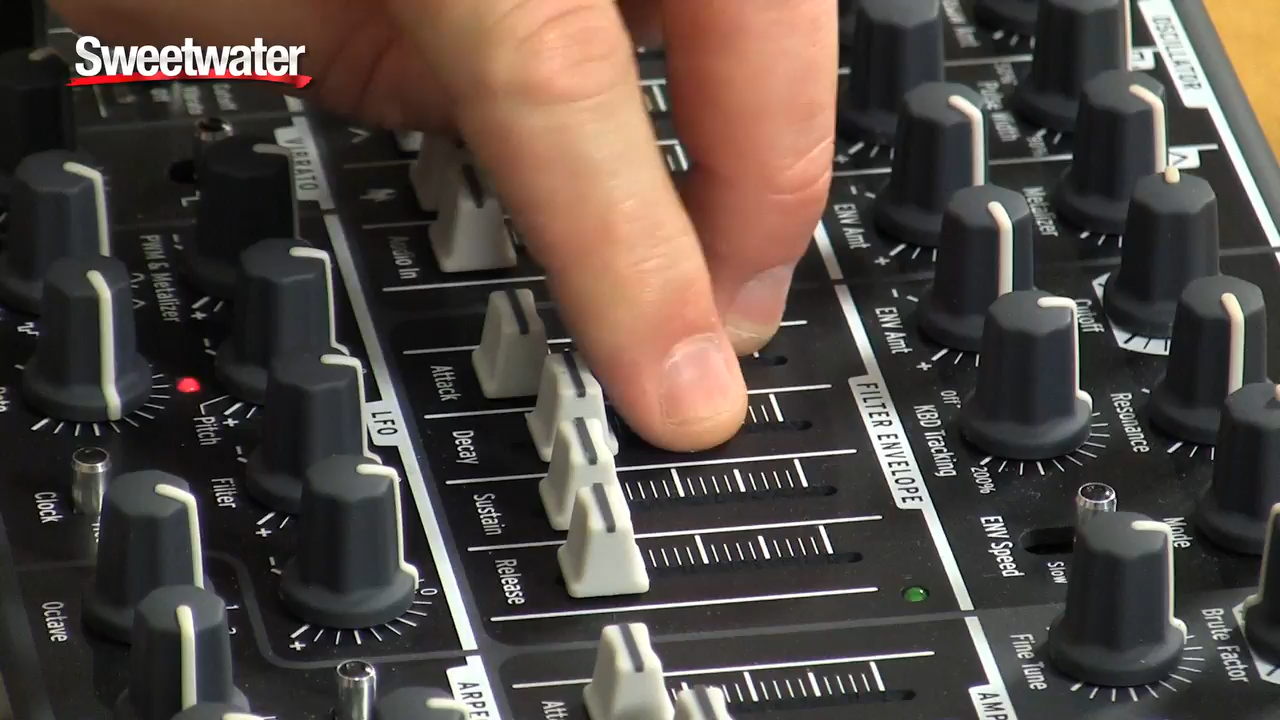 Sweetwater
OSCILLATOR
VIBRATO
Pulse Width
Metalizer
ENV Amt
+
Audio In
PWM & Metalizer
ENV Amt
+
Cutoff
Attack
FILTER ENVELOPE
Off
KBD Tracking
200%
Resonance
LFO
Pitch
Decay
Filter
Sustain
Clock
ENV Speed
Slow
Mode
Release
Octave
Fine Tune
Brute Factor
0
+